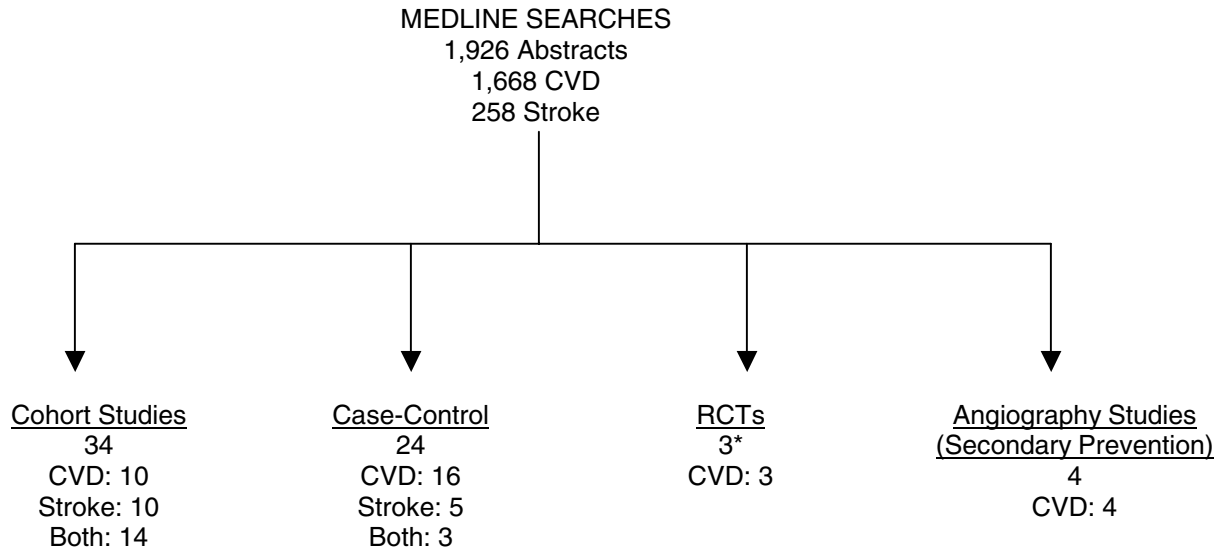 MEDLINE SEARCHES
1,926 Abstracts
1,668 CVD
258 Stroke
Cohort Studies
34
CVD: 10
Stroke: 10
Both: 14
Case-Control
24
CVD: 16
Stroke: 5
Both: 3
RCTs
3*
CVD: 3
Angiography Studies
(Secondary Prevention)
4
CVD: 4